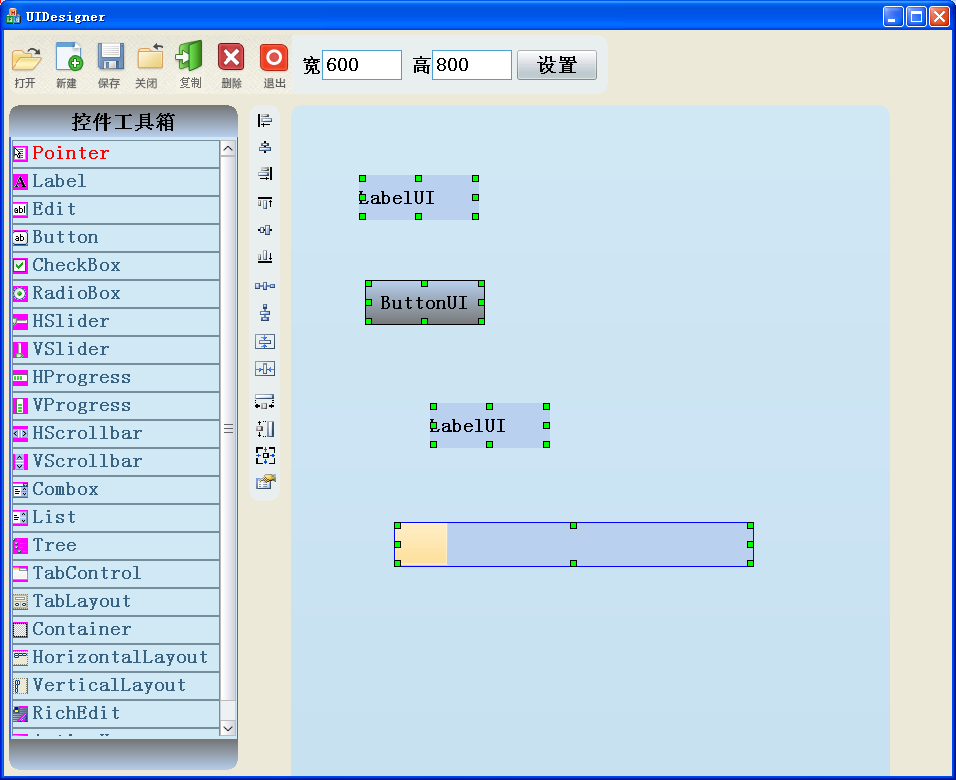 UIDesigner
打开 新建 保存 关闭 复制 删除 退出
宽 600 高 800 设置
控件工具箱
Pointer
Label
Edit
Button
CheckBox
RadioBox
HSlider
VSlider
HProgress
VProgress
HScrollbar
VScrollbar
Combox
List
Tree
TabControl
TabLayout
Container
HorizontalLayout
VerticalLayout
RichEdit
LabelUI
ButtonUI
LabelUI